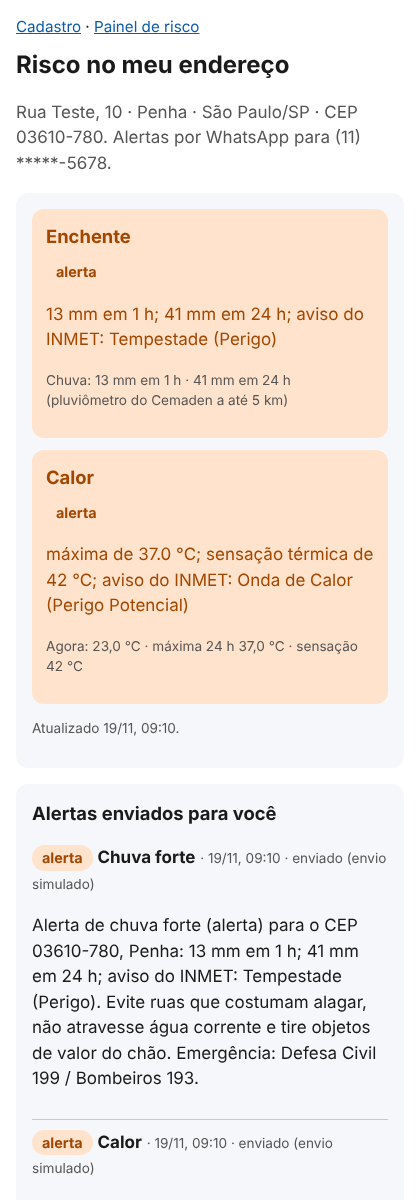 Cadastro · Painel de risco
Risco no meu endereço
Rua Teste, 10 · Penha · São Paulo/SP · CEP
03610-780. Alertas por WhatsApp para (11)
*****-5678.
Enchente
alerta
13 mm em 1 h; 41 mm em 24 h; aviso do
INMET: Tempestade (Perigo)
Chuva: 13 mm em 1 h · 41 mm em 24 h
(pluviômetro do Cemaden a até 5 km)
Calor
alerta
máxima de 37.0 °C; sensação térmica de
42 °C; aviso do INMET: Onda de Calor
(Perigo Potencial)
Agora: 23,0 °C · máxima 24 h 37,0 °C · sensação
42 °C
Atualizado 19/11, 09:10.
Alertas enviados para você
alerta Chuva forte · 19/11, 09:10 · enviado (envio
simulado)
Alerta de chuva forte (alerta) para o CEP
03610-780, Penha: 13 mm em 1 h; 41 mm
em 24 h; aviso do INMET: Tempestade
(Perigo). Evite ruas que costumam alagar,
não atravesse água corrente e tire objetos
de valor do chão. Emergência: Defesa Civil
199 / Bombeiros 193.
alerta Calor · 19/11, 09:10 · enviado (envio
simulado)